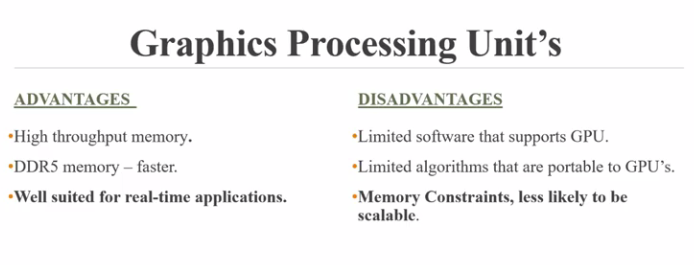 Graphics Processing Unit's
ADVANTAGES
•High throughput memory.
•DDR5 memory – faster.
•Well suited for real-time applications.
DISADVANTAGES
•Limited software that supports GPU.
•Limited algorithms that are portable to GPU's.
•Memory Constraints, less likely to be
scalable.